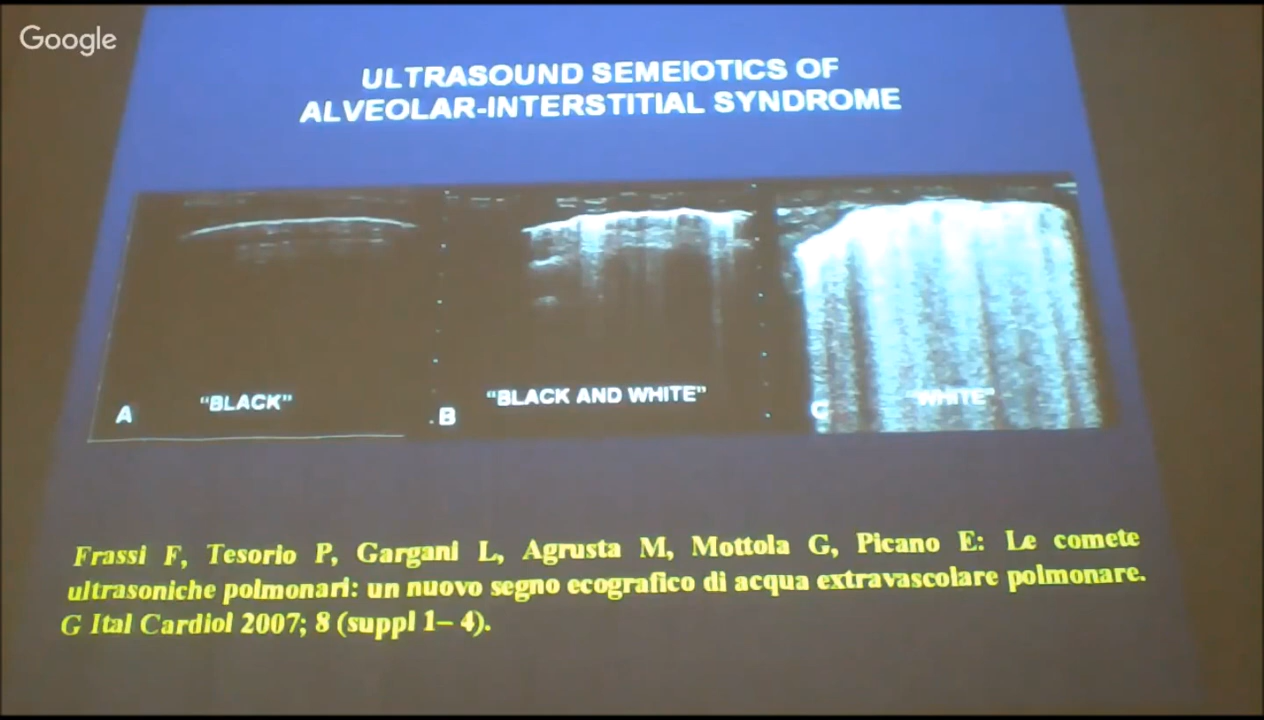 Google
ULTRASOUND SEMEIOTICS OF
ALVEOLAR-INTERSTITIAL SYNDROME
A
"BLACK"
B
"BLACK AND WHITE"
C
"WHITE"
Frassi F, Tesorio P, Gargani L, Agrusta M, Mottola G, Picano E: Le comete
ultrasoniche polmonari: un nuovo segno ecografico di acqua extravascolare polmonare.
G Ital Cardiol 2007; 8 (suppl 1– 4).